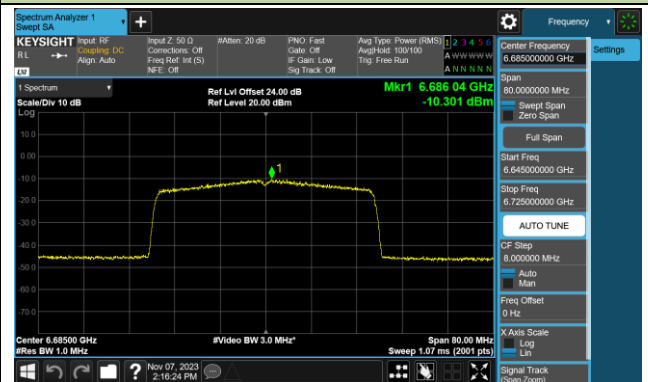 Spectrum Analyzer 1
Swept SA
+
Frequency
KEYSIGHT
RL
LXI
Input: RF
Coupling: DC
Align: Auto
Input Z: 50 Ω
Corrections: Off
Freq Ref: Int (S)
NFE: Off
#Atten: 20 dB
PNO: Fast
Gate: Off
IF Gain: Low
Sig Track: Off
Avg Type: Power (RMS)
Avg|Hold: 100/100
Trig: Free Run
1 2 3 4 5 6
A W W W W W
A N N N N N
1 Spectrum
Scale/Div 10 dB
Log
Ref Lvl Offset 24.00 dB
Ref Level 20.00 dBm
Mkr1 6.686 04 GHz
-10.301 dBm
10.0
0.00
-10.0
-20.0
-30.0
-40.0
-50.0
-60.0
-70.0
1
Center 6.68500 GHz
#Res BW 1.0 MHz
#Video BW 3.0 MHz*
Span 80.00 MHz
Sweep 1.07 ms (2001 pts)
?
Nov 07, 2023
2:16:24 PM
Center Frequency
6.685000000 GHz
Span
80.0000000 MHz
Swept Span
Zero Span
Full Span
Start Freq
6.645000000 GHz
Stop Freq
6.725000000 GHz
AUTO TUNE
CF Step
8.000000 MHz
Auto
Man
Freq Offset
0 Hz
X Axis Scale
Log
Lin
Signal Track
(Span Zoom)
Settings